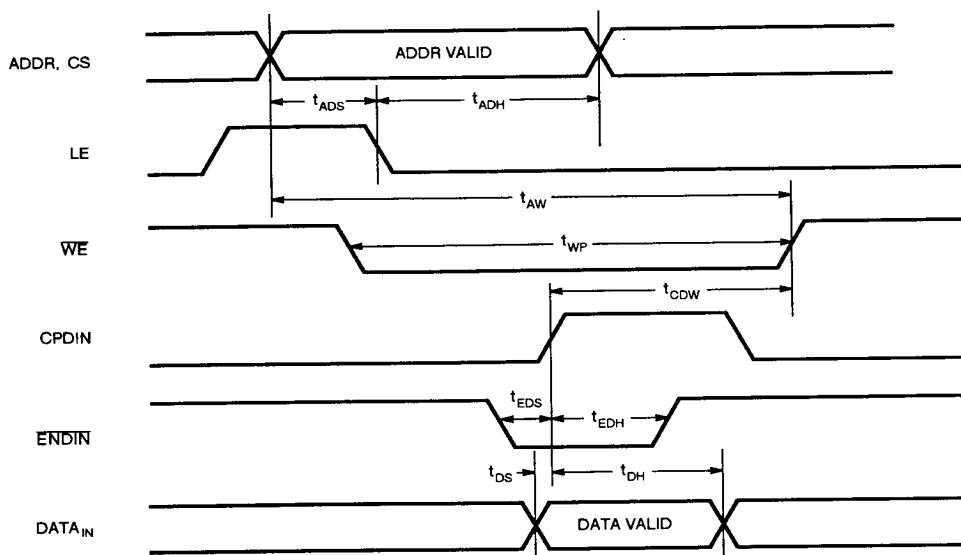 ADDR, CS
ADDR VALID
tADS
tADH
LE
tAW
WE
tWP
tCDW
CPDIN
tEDS
tEDH
ENDIN
tDS
tDH
DATAIN
DATA VALID